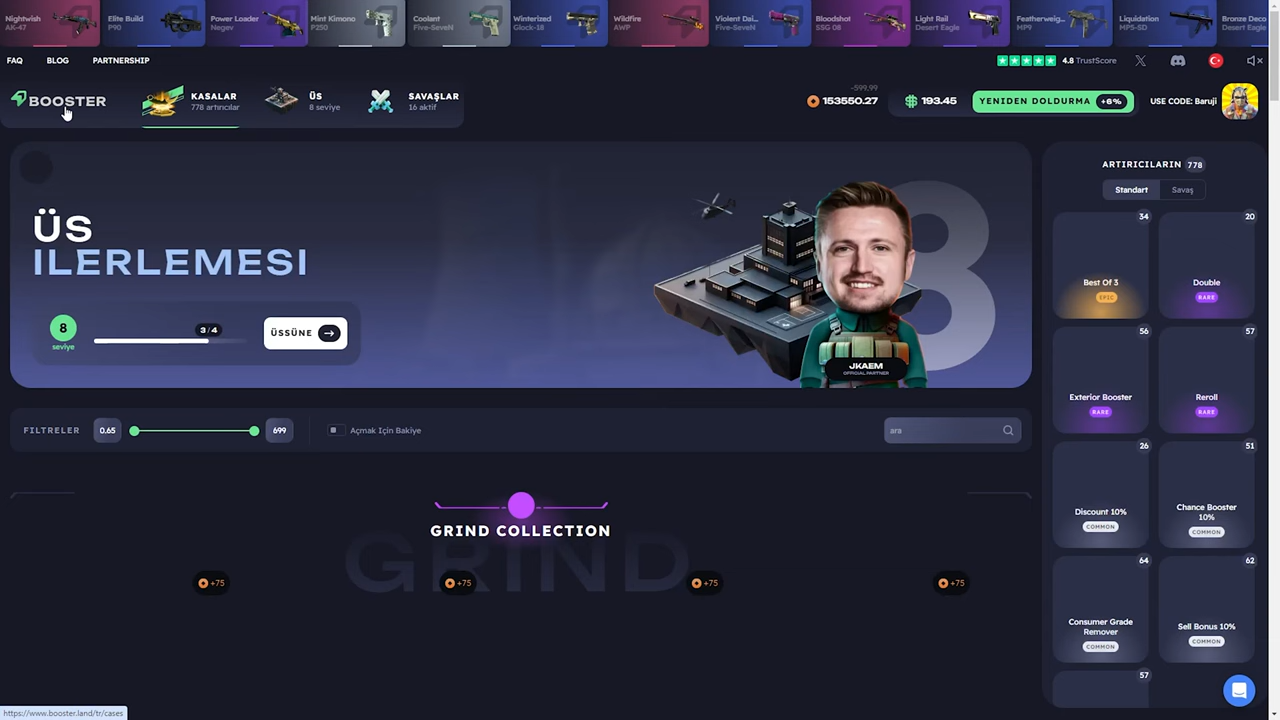 Nightwish
AK-47
Elite Build
P90
Power Loader
Negev
Mint Kimono
P250
Coolant
Five-SeveN
Winterized
Glock-18
Wildfire
AWP
Violent Dai...
Five-SeveN
Bloodshot
SSG 08
Light Rail
Desert Eagle
Featherweig...
MP9
Liquidation
MP5-SD
Bronze Deco
Desert Eagle
FAQ
BLOG
PARTNERSHIP
4.8 TrustScore
BOOSTER
KASALAR
778 artırıcılar
ÜS
8 seviye
SAVAŞLAR
16 aktif
-599.99
153550.27
193.45
YENİDEN DOLDURMA +6%
USE CODE: Baruji
ÜS
ILERLEMESI
8
seviye
3/4
ÜSSÜNE
8
JKAEM
OFFICIAL PARTNER
FILTRELER
0.65
699
Açmak Için Bakiye
ara
GRIND COLLECTION
GRIND
+75
+75
+75
+75
ARTIRICILARIN 778
Standart
Savaş
34
Best Of 3
EPIC
20
Double
RARE
56
Exterior Booster
RARE
57
Reroll
RARE
26
Discount 10%
COMMON
51
Chance Booster
10%
COMMON
64
Consumer Grade
Remover
COMMON
62
Sell Bonus 10%
COMMON
57
https://www.booster.land/tr/cases